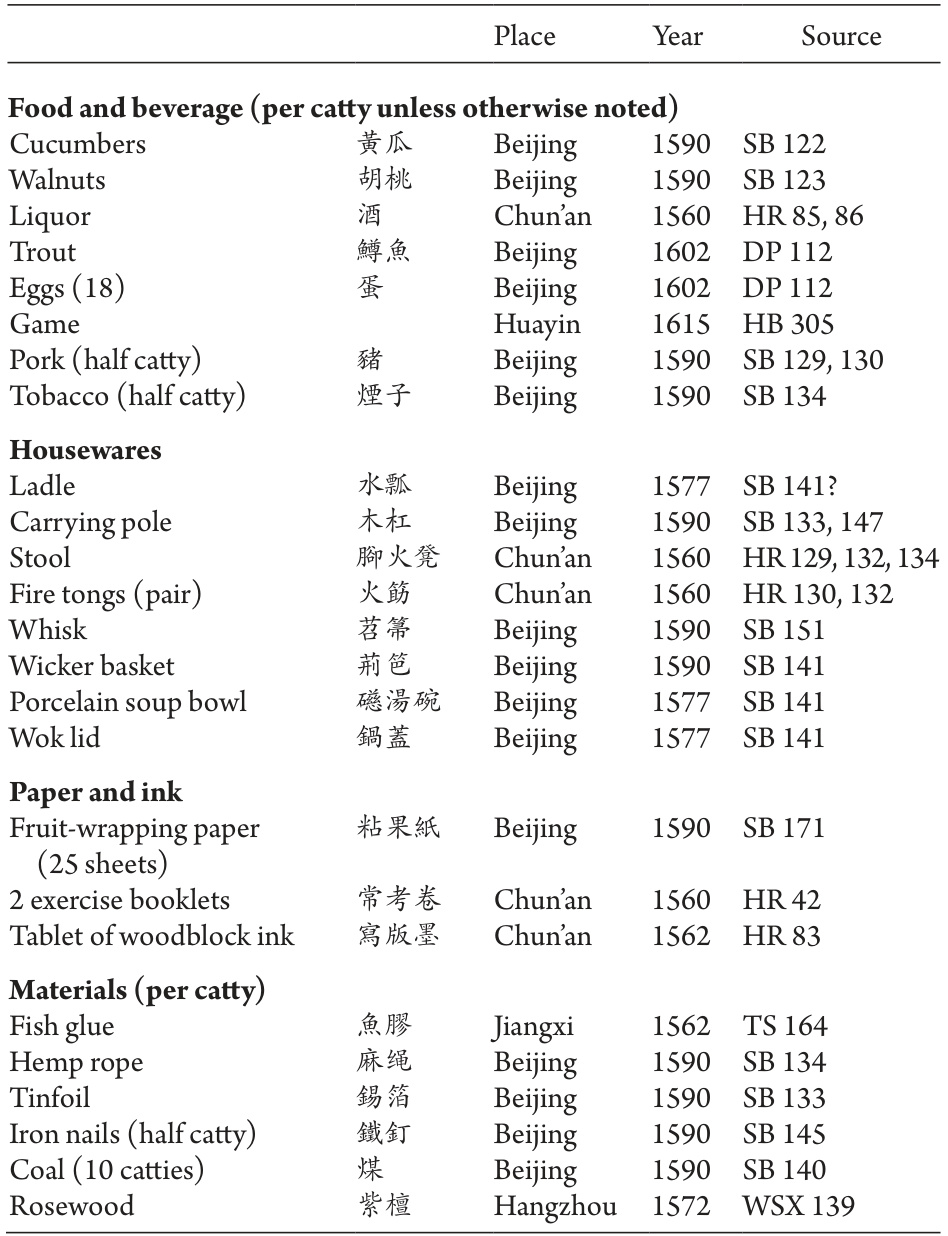 Place Year Source
Food and beverage (per catty unless otherwise noted)
Cucumbers 黃瓜 Beijing 1590 SB 122
Walnuts 胡桃 Beijing 1590 SB 123
Liquor 酒 Chun’an 1560 HR 85, 86
Trout 鱒魚 Beijing 1602 DP 112
Eggs (18) 蛋 Beijing 1602 DP 112
Game Huayin 1615 HB 305
Pork (half catty) 豬 Beijing 1590 SB 129, 130
Tobacco (half catty) 煙子 Beijing 1590 SB 134
Housewares
Ladle 水瓢 Beijing 1577 SB 141?
Carrying pole 木杠 Beijing 1590 SB 133, 147
Stool 腳火凳 Chun’an 1560 HR 129, 132, 134
Fire tongs (pair) 火筯 Chun’an 1560 HR 130, 132
Whisk 苕箒 Beijing 1590 SB 151
Wicker basket 荊笆 Beijing 1590 SB 141
Porcelain soup bowl 礠湯碗 Beijing 1577 SB 141
Wok lid 鍋蓋 Beijing 1577 SB 141
Paper and ink
Fruit-wrapping paper 粘果紙 Beijing 1590 SB 171
(25 sheets)
2 exercise booklets 常考卷 Chun’an 1560 HR 42
Tablet of woodblock ink 寫版墨 Chun’an 1562 HR 83
Materials (per catty)
Fish glue 魚膠 Jiangxi 1562 TS 164
Hemp rope 麻绳 Beijing 1590 SB 134
Tinfoil 錫箔 Beijing 1590 SB 133
Iron nails (half catty) 鐵釘 Beijing 1590 SB 145
Coal (10 catties) 煤 Beijing 1590 SB 140
Rosewood 紫檀 Hangzhou 1572 WSX 139